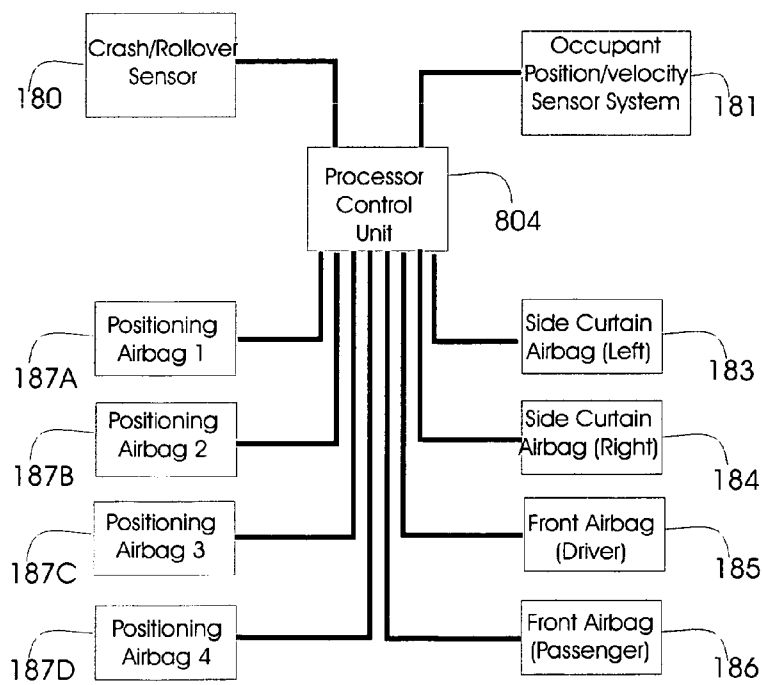 Crash/Rollover
Sensor
180
Occupant
Position/velocity
Sensor System
181
Processor
Control
Unit
804
Positioning
Airbag 1
187A
Side Curtain
Airbag (Left)
183
Positioning
Airbag 2
187B
Side Curtain
Airbag (Right)
184
Positioning
Airbag 3
187C
Front Airbag
(Driver)
185
Positioning
Airbag 4
187D
Front Airbag
(Passenger)
186